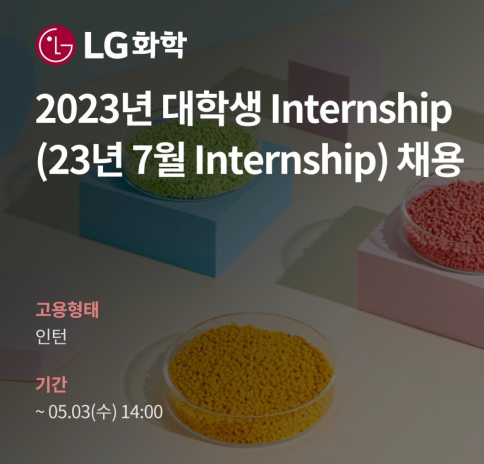 LG화학
2023년 대학생 Internship
(23년 7월 Internship) 채용
고용형태
인턴
기간
~ 05.03(수) 14:00